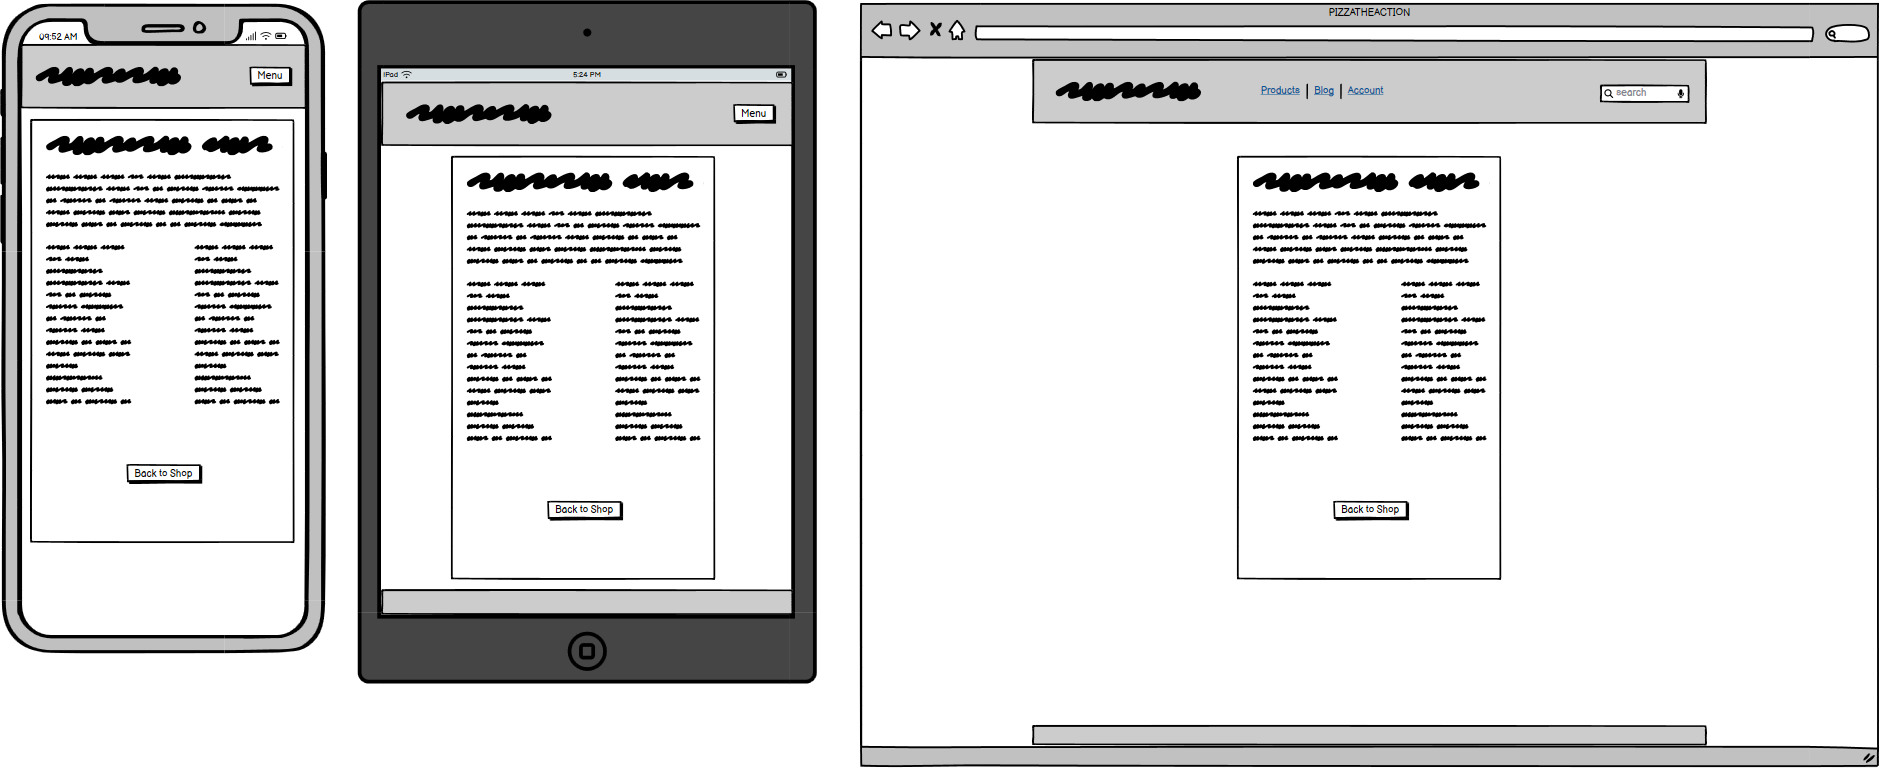 09:52 AM
Menu
Back to Shop
iPad
5:24 PM
Menu
Back to Shop
PIZZATHEACTION
Products | Blog | Account
search
Back to Shop